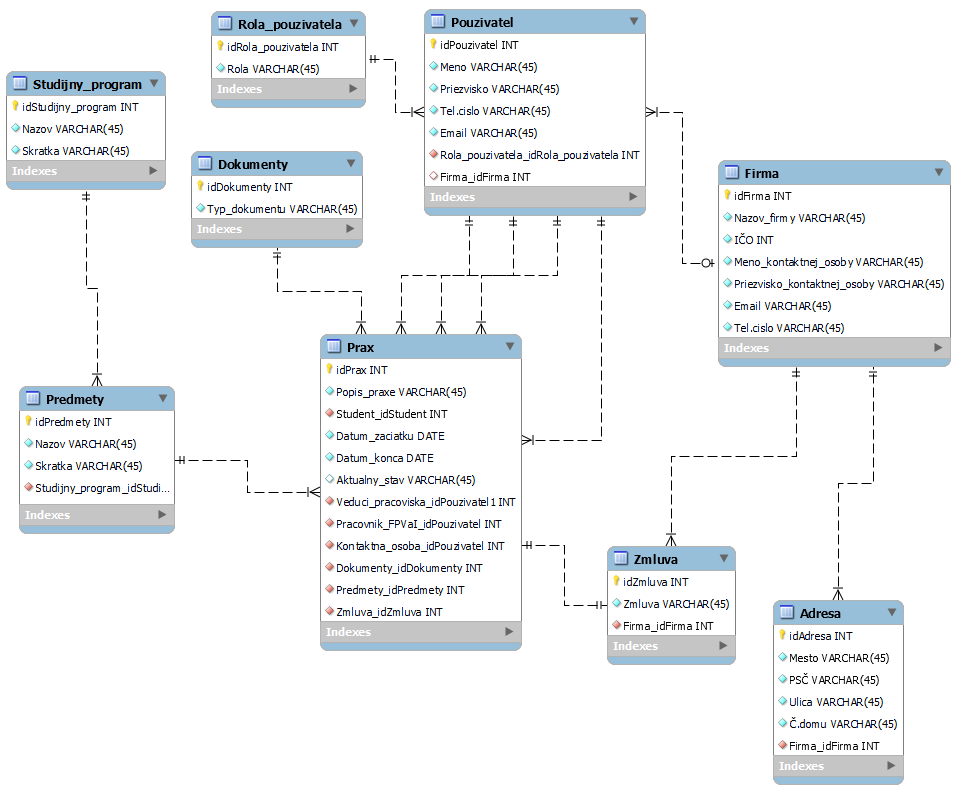 Rola_pouzivatela
idRola_pouzivatela INT
Rola VARCHAR(45)
Indexes
Pouzivatel
idPouzivatel INT
Meno VARCHAR(45)
Priezvisko VARCHAR(45)
Tel.cislo VARCHAR(45)
Email VARCHAR(45)
Rola_pouzivatela_idRola_pouzivatela INT
Firma_idFirma INT
Indexes
Studijny_program
idStudijny_program INT
Nazov VARCHAR(45)
Skratka VARCHAR(45)
Indexes
Dokumenty
idDokumenty INT
Typ_dokumentu VARCHAR(45)
Indexes
Firma
idFirma INT
Nazov_firmy VARCHAR(45)
IČO INT
Meno_kontaktnej_osoby VARCHAR(45)
Priezvisko_kontaktnej_osoby VARCHAR(45)
Email VARCHAR(45)
Tel.cislo VARCHAR(45)
Indexes
Prax
idPrax INT
Popis_praxe VARCHAR(45)
Student_idStudent INT
Datum_zaciatku DATE
Datum_konca DATE
Aktualny_stav VARCHAR(45)
Veduci_pracoviska_idPouzivatel1 INT
Pracovnik_FPVaI_idPouzivatel INT
Kontaktna_osoba_idPouzivatel INT
Dokumenty_idDokumenty INT
Predmety_idPredmety INT
Zmluva_idZmluva INT
Indexes
Predmety
idPredmety INT
Nazov VARCHAR(45)
Skratka VARCHAR(45)
Studijny_program_idStudi...
Indexes
Zmluva
idZmluva INT
Zmluva VARCHAR(45)
Firma_idFirma INT
Indexes
Adresa
idAdresa INT
Mesto VARCHAR(45)
PSČ VARCHAR(45)
Ulica VARCHAR(45)
Č.domu VARCHAR(45)
Firma_idFirma INT
Indexes